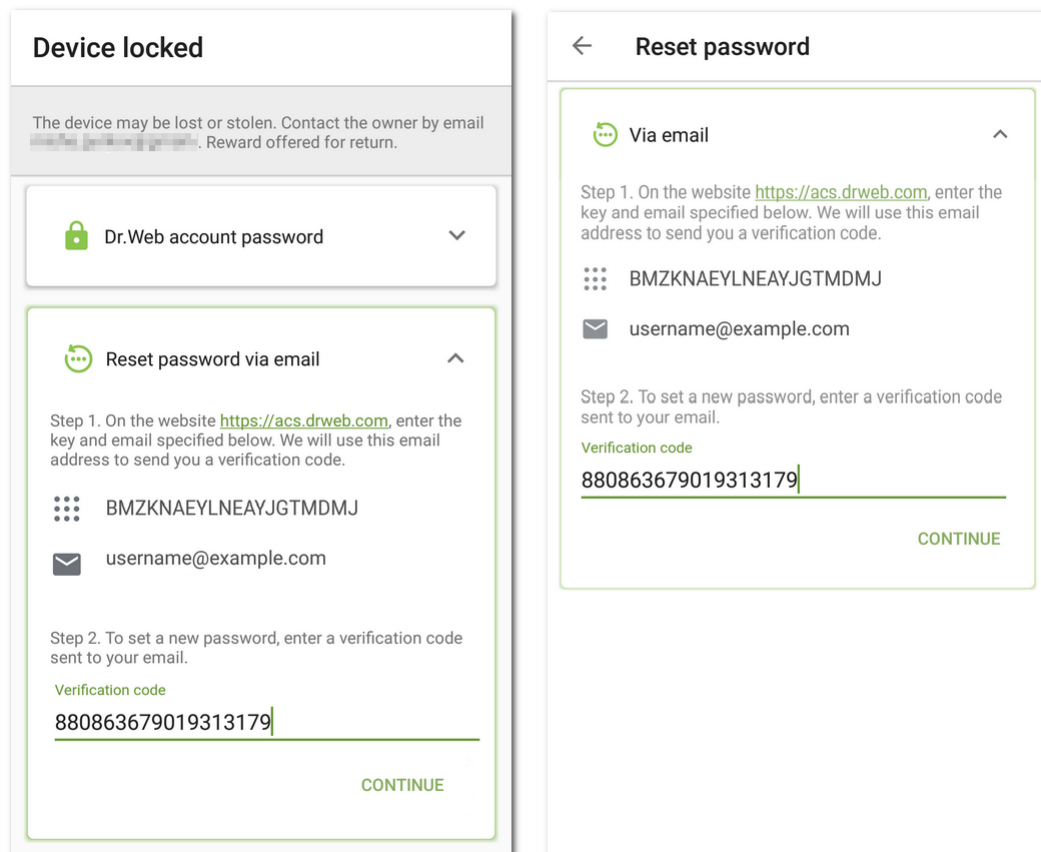 Device locked
The device may be lost or stolen. Contact the owner by email
. Reward offered for return.
Dr.Web account password
Reset password via email
Step 1. On the website https://acs.drweb.com, enter the
key and email specified below. We will use this email
address to send you a verification code.
BMZKNAEYLNEAYJGTMDMJ
username@example.com
Step 2. To set a new password, enter a verification code
sent to your email.
Verification code
880863679019313179
CONTINUE
Reset password
Via email
Step 1. On the website https://acs.drweb.com, enter the
key and email specified below. We will use this email
address to send you a verification code.
BMZKNAEYLNEAYJGTMDMJ
username@example.com
Step 2. To set a new password, enter a verification code
sent to your email.
Verification code
880863679019313179
CONTINUE